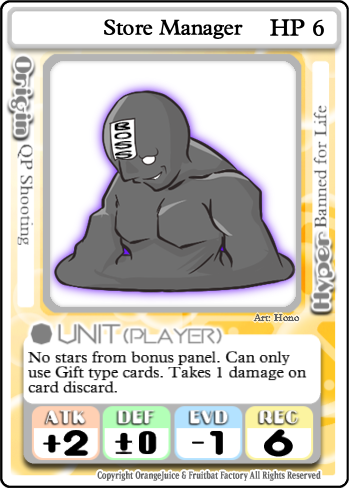 Store Manager HP 6
Origin QP Shooting
BOSS
Hyper Banned for Life
Art: Hono
UNIT(PLAYER)
No stars from bonus panel. Can only
use Gift type cards. Takes 1 damage on
card discard.
ATK DEF EVD REC
+2 ±0 -1 6
Copyright OrangeJuice & Fruitbat Factory All Rights Reserved